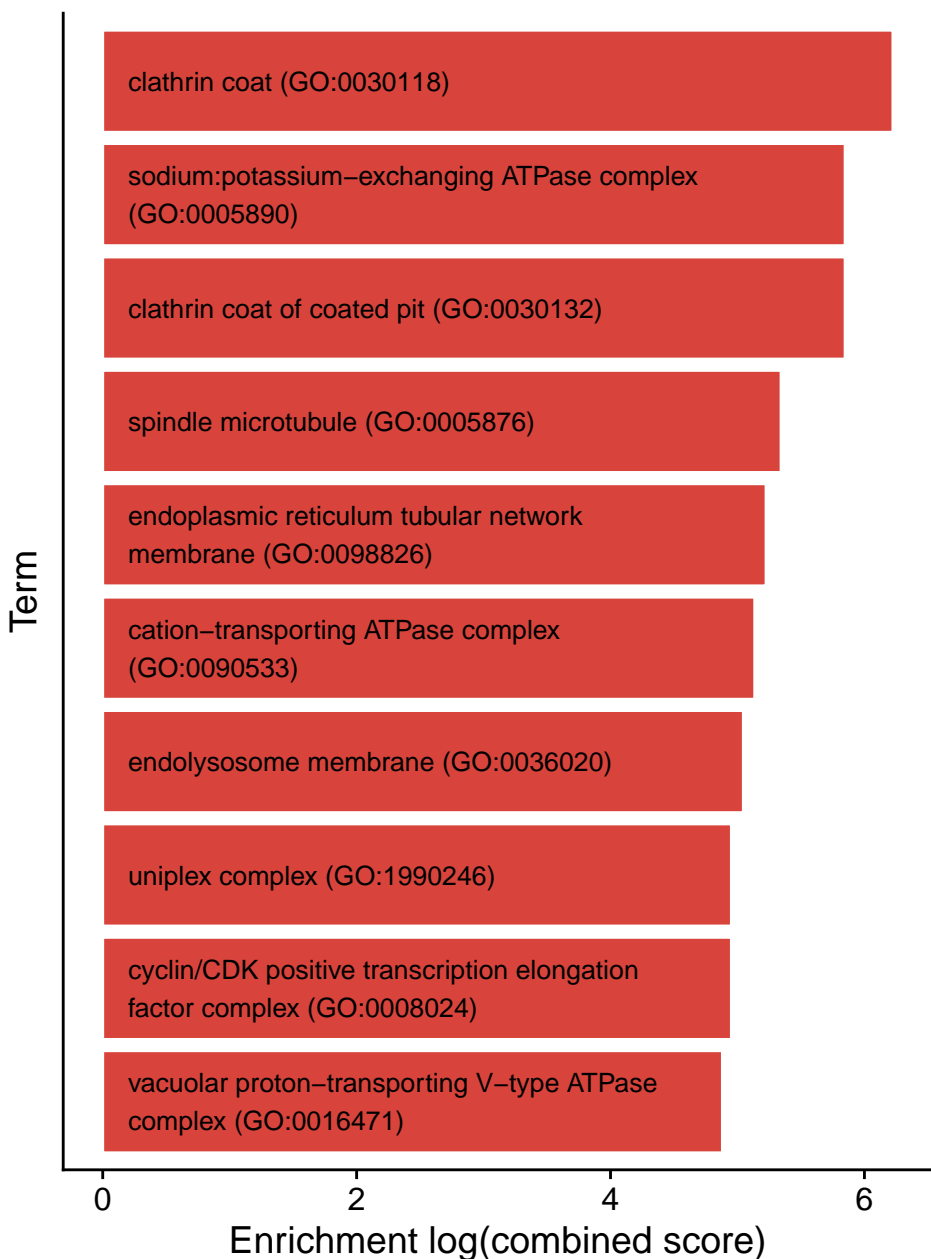 clathrin coat (GO:0030118)
sodium:potassium−exchanging ATPase complex
(GO:0005890)
clathrin coat of coated pit (GO:0030132)
spindle microtubule (GO:0005876)
endoplasmic reticulum tubular network
membrane (GO:0098826)
cation−transporting ATPase complex
(GO:0090533)
endolysosome membrane (GO:0036020)
uniplex complex (GO:1990246)
cyclin/CDK positive transcription elongation
factor complex (GO:0008024)
vacuolar proton−transporting V−type ATPase
complex (GO:0016471)
Term
0 2 4 6
Enrichment log(combined score)